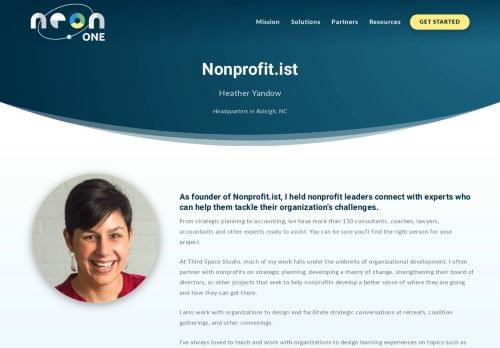 neon
ONE
Mission Solutions Partners Resources GET STARTED
Nonprofit.ist
Heather Yandow
Headquarters in Raleigh, NC
As founder of Nonprofit.ist, I held nonprofit leaders connect with experts who
can help them tackle their organization's challenges.
From strategic planning to accounting, we have more than 150 consultants, coaches, lawyers,
accountants and other experts ready to assist. You can be sure you'll find the right person for your
project.
At Third Space Studio, much of my work falls under the umbrella of organizational development. I often
partner with nonprofits on strategic planning, developing a theory of change, strengthening their board of
directors, or other projects that seek to help nonprofits develop a better sense of where they are going
and how they can get there.
I also work with organizations to design and facilitate strategic conversations at retreats, coalition
gatherings, and other convenings.
I've always loved to teach and work with organizations to design learning experiences on topics such as